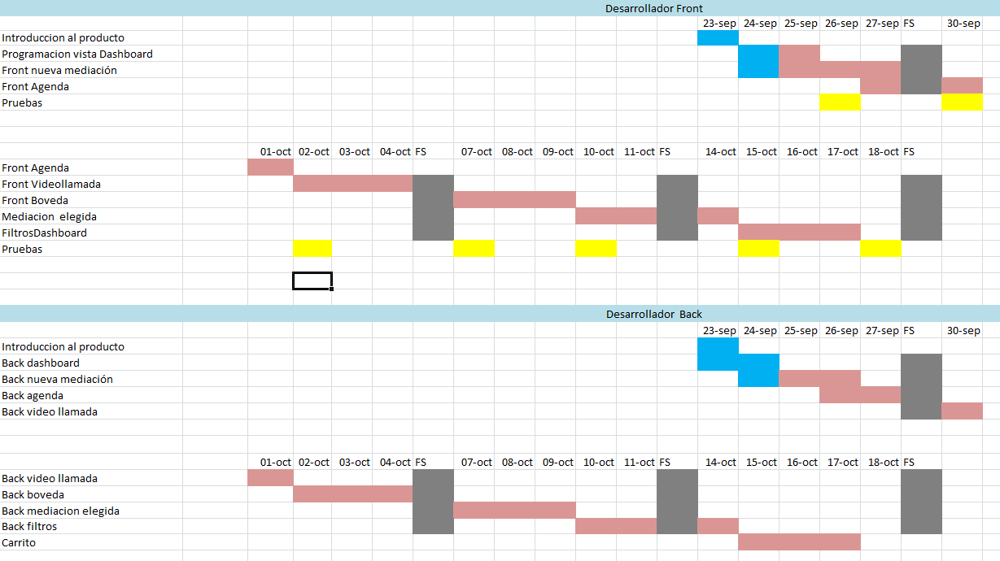 Desarrollador Front
23-sep 24-sep 25-sep 26-sep 27-sep FS 30-sep
Introduccion al producto
Programacion vista Dashboard
Front nueva mediación
Front Agenda
Pruebas
01-oct 02-oct 03-oct 04-oct FS 07-oct 08-oct 09-oct 10-oct 11-oct FS 14-oct 15-oct 16-oct 17-oct 18-oct FS
Front Agenda
Front Videollamada
Front Boveda
Mediacion elegida
FiltrosDashboard
Pruebas
Desarrollador Back
23-sep 24-sep 25-sep 26-sep 27-sep FS 30-sep
Introduccion al producto
Back dashboard
Back nueva mediación
Back agenda
Back video llamada
01-oct 02-oct 03-oct 04-oct FS 07-oct 08-oct 09-oct 10-oct 11-oct FS 14-oct 15-oct 16-oct 17-oct 18-oct FS
Back video llamada
Back boveda
Back mediacion elegida
Back filtros
Carrito